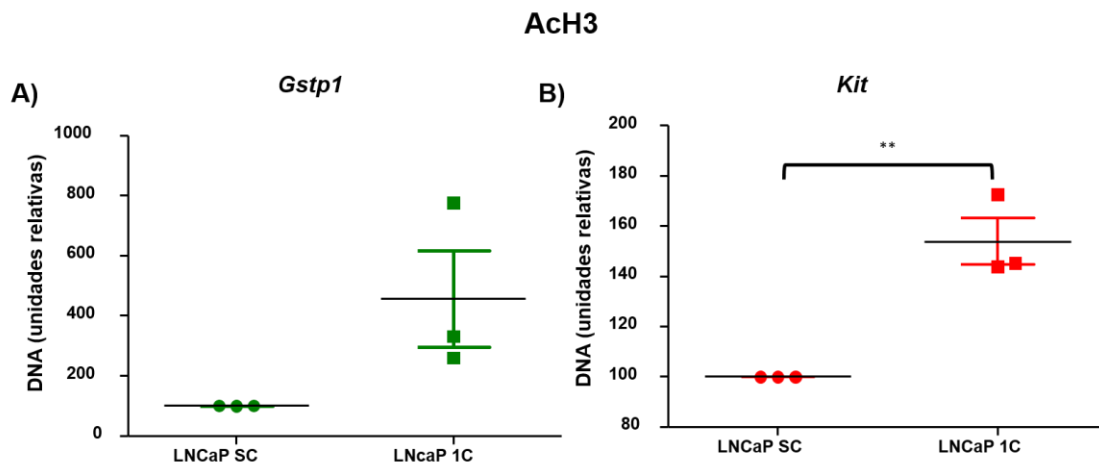 AcH3
A)
Gstp1
DNA (unidades relativas)
1000
800
600
400
200
0
LNCaP SC
LNcaP 1C
B)
Kit
DNA (unidades relativas)
200
180
160
140
120
100
80
**
LNCaP SC
LNCaP 1C